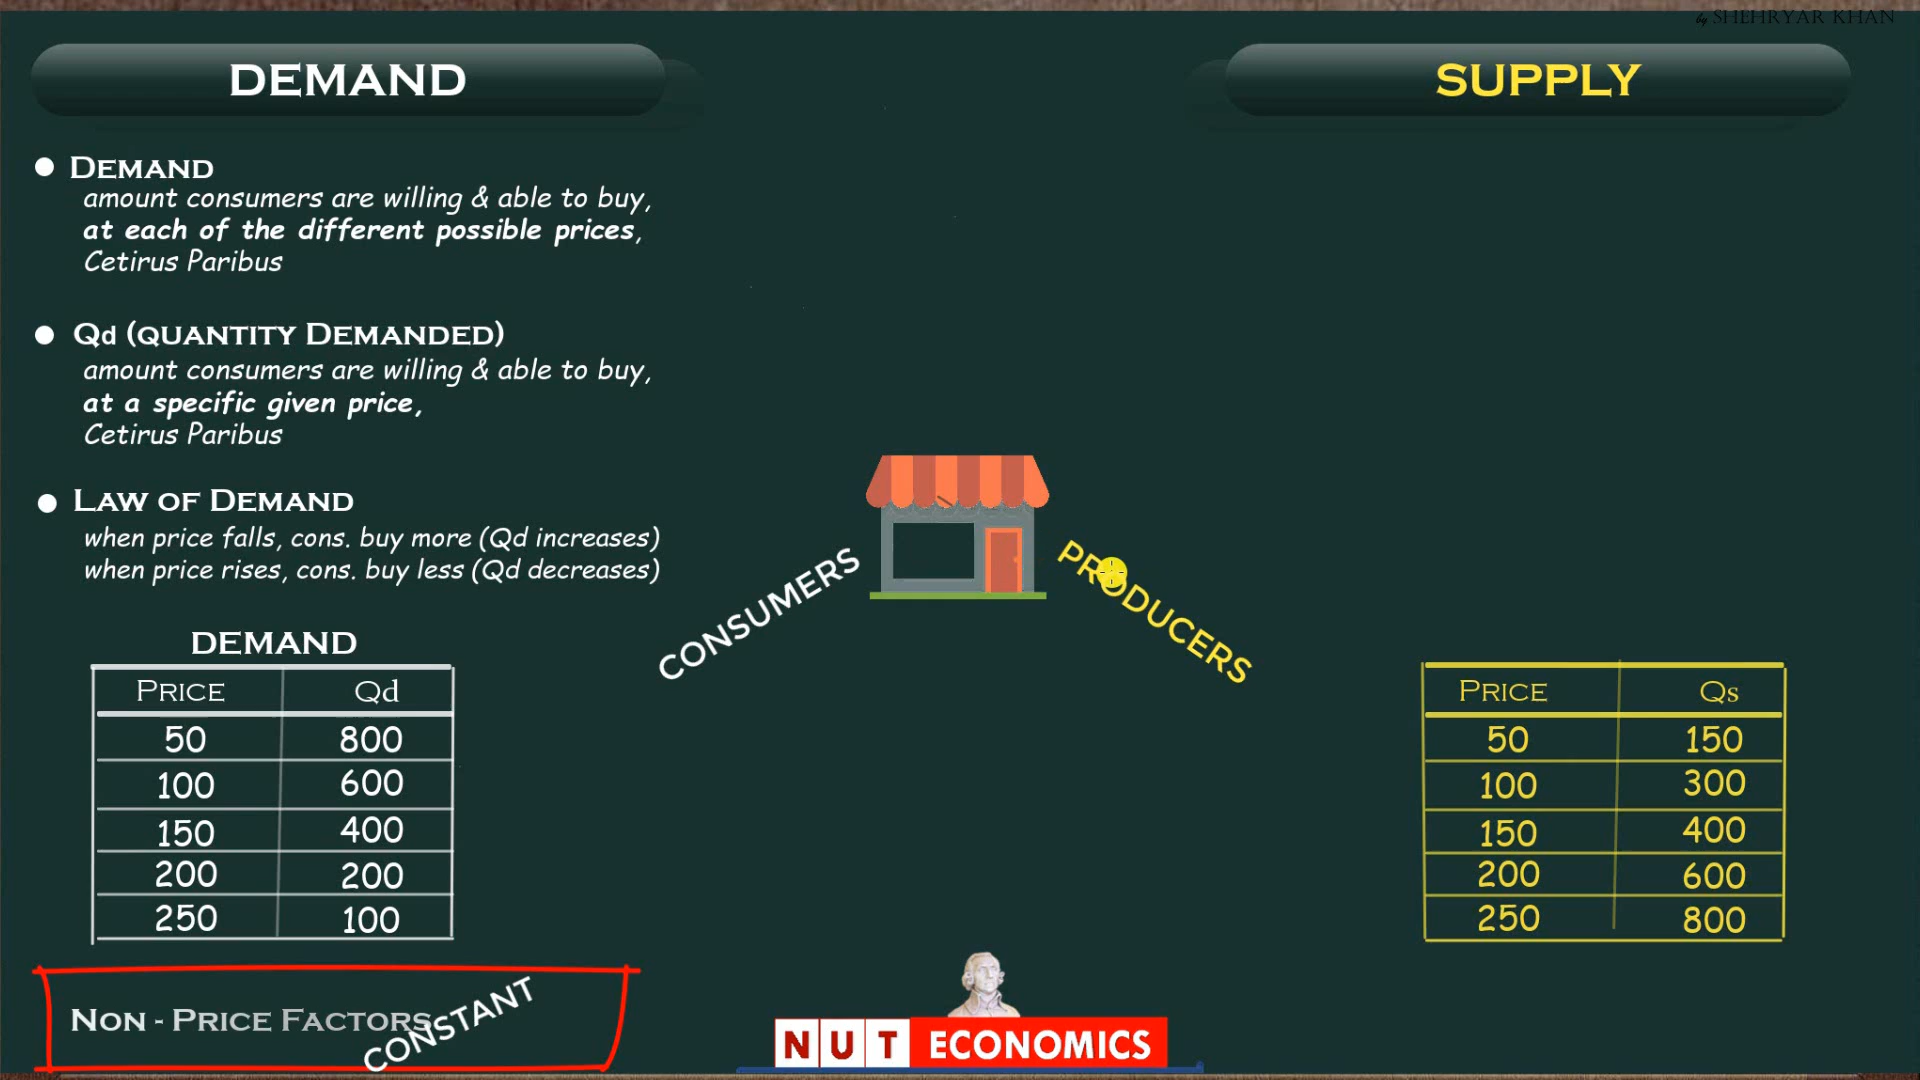 by SHEHRYAR KHAN
DEMAND
SUPPLY
DEMAND
amount consumers are willing & able to buy,
at each of the different possible prices,
Cetirus Paribus
Qd (QUANTITY DEMANDED)
amount consumers are willing & able to buy,
at a specific given price,
Cetirus Paribus
LAW OF DEMAND
when price falls, cons. buy more (Qd increases)
when price rises, cons. buy less (Qd decreases)
CONSUMERS
PRODUCERS
DEMAND
PRICE Qd
50 800
100 600
150 400
200 200
250 100
PRICE Qs
50 150
100 300
150 400
200 600
250 800
NON - PRICE FACTORS
CONSTANT
NUT ECONOMICS